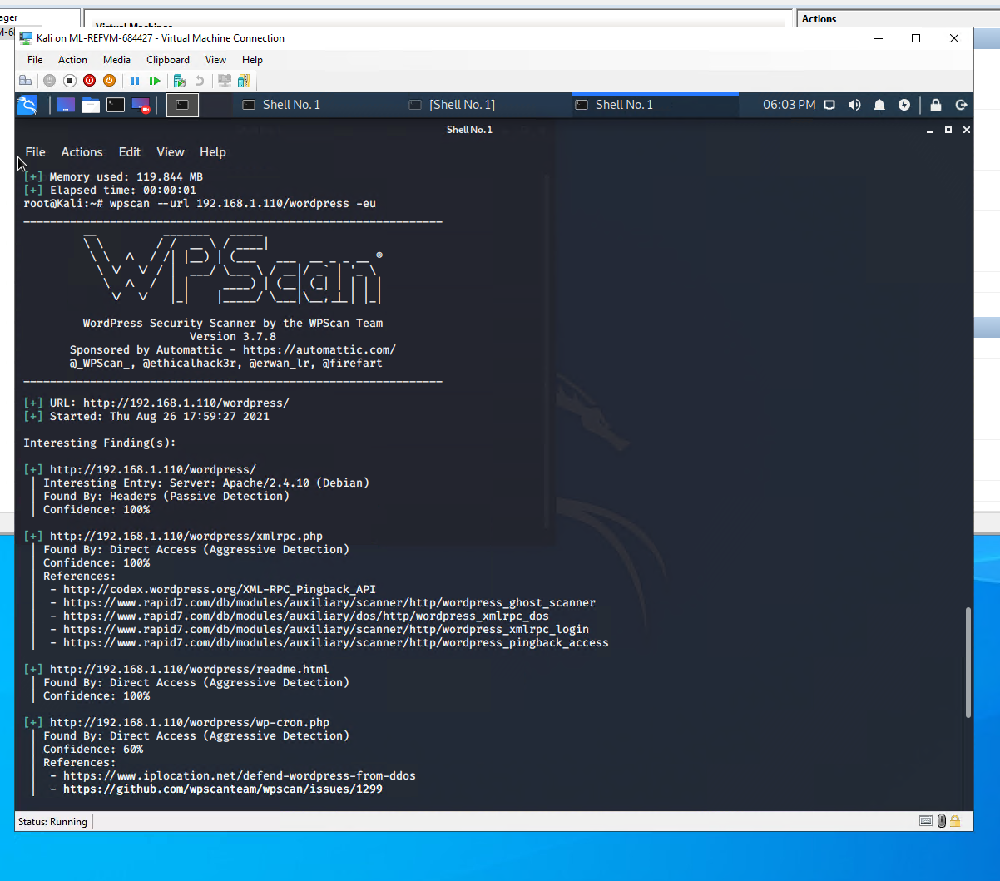 ager
Virtual Machines
Actions
Kali on ML-REFVM-684427 - Virtual Machine Connection
File Action Media Clipboard View Help
Shell No. 1 [Shell No. 1] Shell No. 1 06:03 PM
Shell No. 1
File Actions Edit View Help
[+] Memory used: 119.844 MB
[+] Elapsed time: 00:00:01
root@Kali:~# wpscan --url 192.168.1.110/wordpress -eu
WPScan ®
WordPress Security Scanner by the WPScan Team
Version 3.7.8
Sponsored by Automattic - https://automattic.com/
@_WPScan_, @ethicalhack3r, @erwan_lr, @firefart
[+] URL: http://192.168.1.110/wordpress/
[+] Started: Thu Aug 26 17:59:27 2021
Interesting Finding(s):
[+] http://192.168.1.110/wordpress/
| Interesting Entry: Server: Apache/2.4.10 (Debian)
| Found By: Headers (Passive Detection)
| Confidence: 100%
[+] http://192.168.1.110/wordpress/xmlrpc.php
| Found By: Direct Access (Aggressive Detection)
| Confidence: 100%
| References:
| - http://codex.wordpress.org/XML-RPC_Pingback_API
| - https://www.rapid7.com/db/modules/auxiliary/scanner/http/wordpress_ghost_scanner
| - https://www.rapid7.com/db/modules/auxiliary/dos/http/wordpress_xmlrpc_dos
| - https://www.rapid7.com/db/modules/auxiliary/scanner/http/wordpress_xmlrpc_login
| - https://www.rapid7.com/db/modules/auxiliary/scanner/http/wordpress_pingback_access
[+] http://192.168.1.110/wordpress/readme.html
| Found By: Direct Access (Aggressive Detection)
| Confidence: 100%
[+] http://192.168.1.110/wordpress/wp-cron.php
| Found By: Direct Access (Aggressive Detection)
| Confidence: 60%
| References:
| - https://www.iplocation.net/defend-wordpress-from-ddos
| - https://github.com/wpscanteam/wpscan/issues/1299
Status: Running